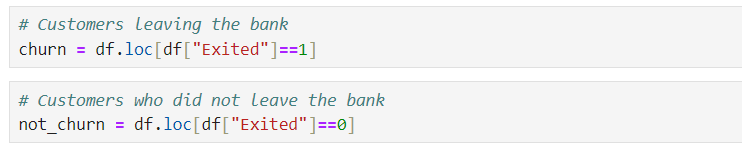 # Customers leaving the bank
churn = df.loc[df["Exited"]==1]
# Customers who did not leave the bank
not_churn = df.loc[df["Exited"]==0]